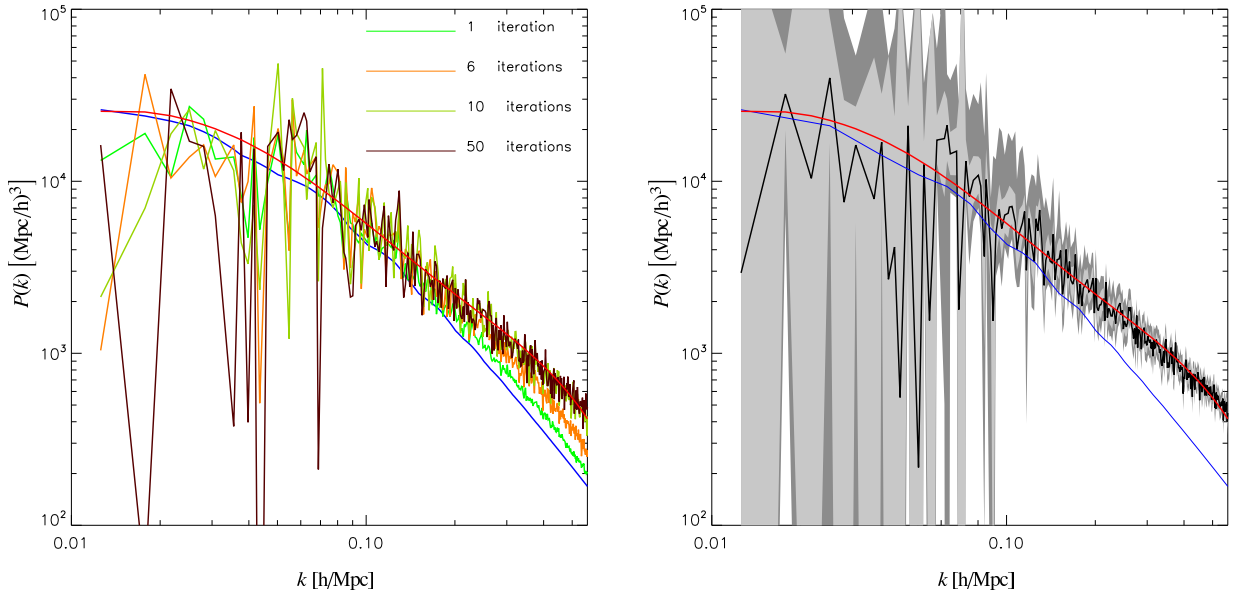 10⁵
10⁴
10³
10²
0.01
0.10
P(k) [(Mpc/h)³]
k [h/Mpc]
1 iteration
6 iterations
10 iterations
50 iterations
10⁵
10⁴
10³
10²
0.01
0.10
P(k) [(Mpc/h)³]
k [h/Mpc]